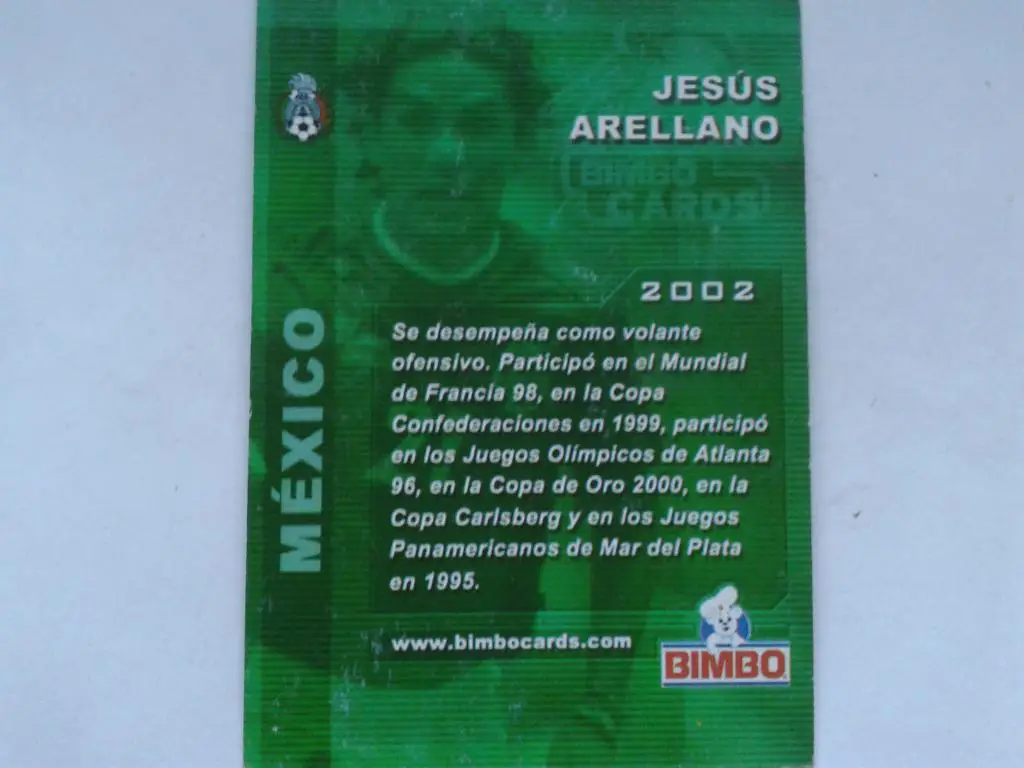 JESÚS
ARELLANO
BIMBO
CARDS
2002
MÉXICO
Se desempeña como volante
ofensivo. Participó en el Mundial
de Francia 98, en la Copa
Confederaciones en 1999, participó
en los Juegos Olímpicos de Atlanta
96, en la Copa de Oro 2000, en la
Copa Carlsberg y en los Juegos
Panamericanos de Mar del Plata
en 1995.
www.bimbocards.com
BIMBO